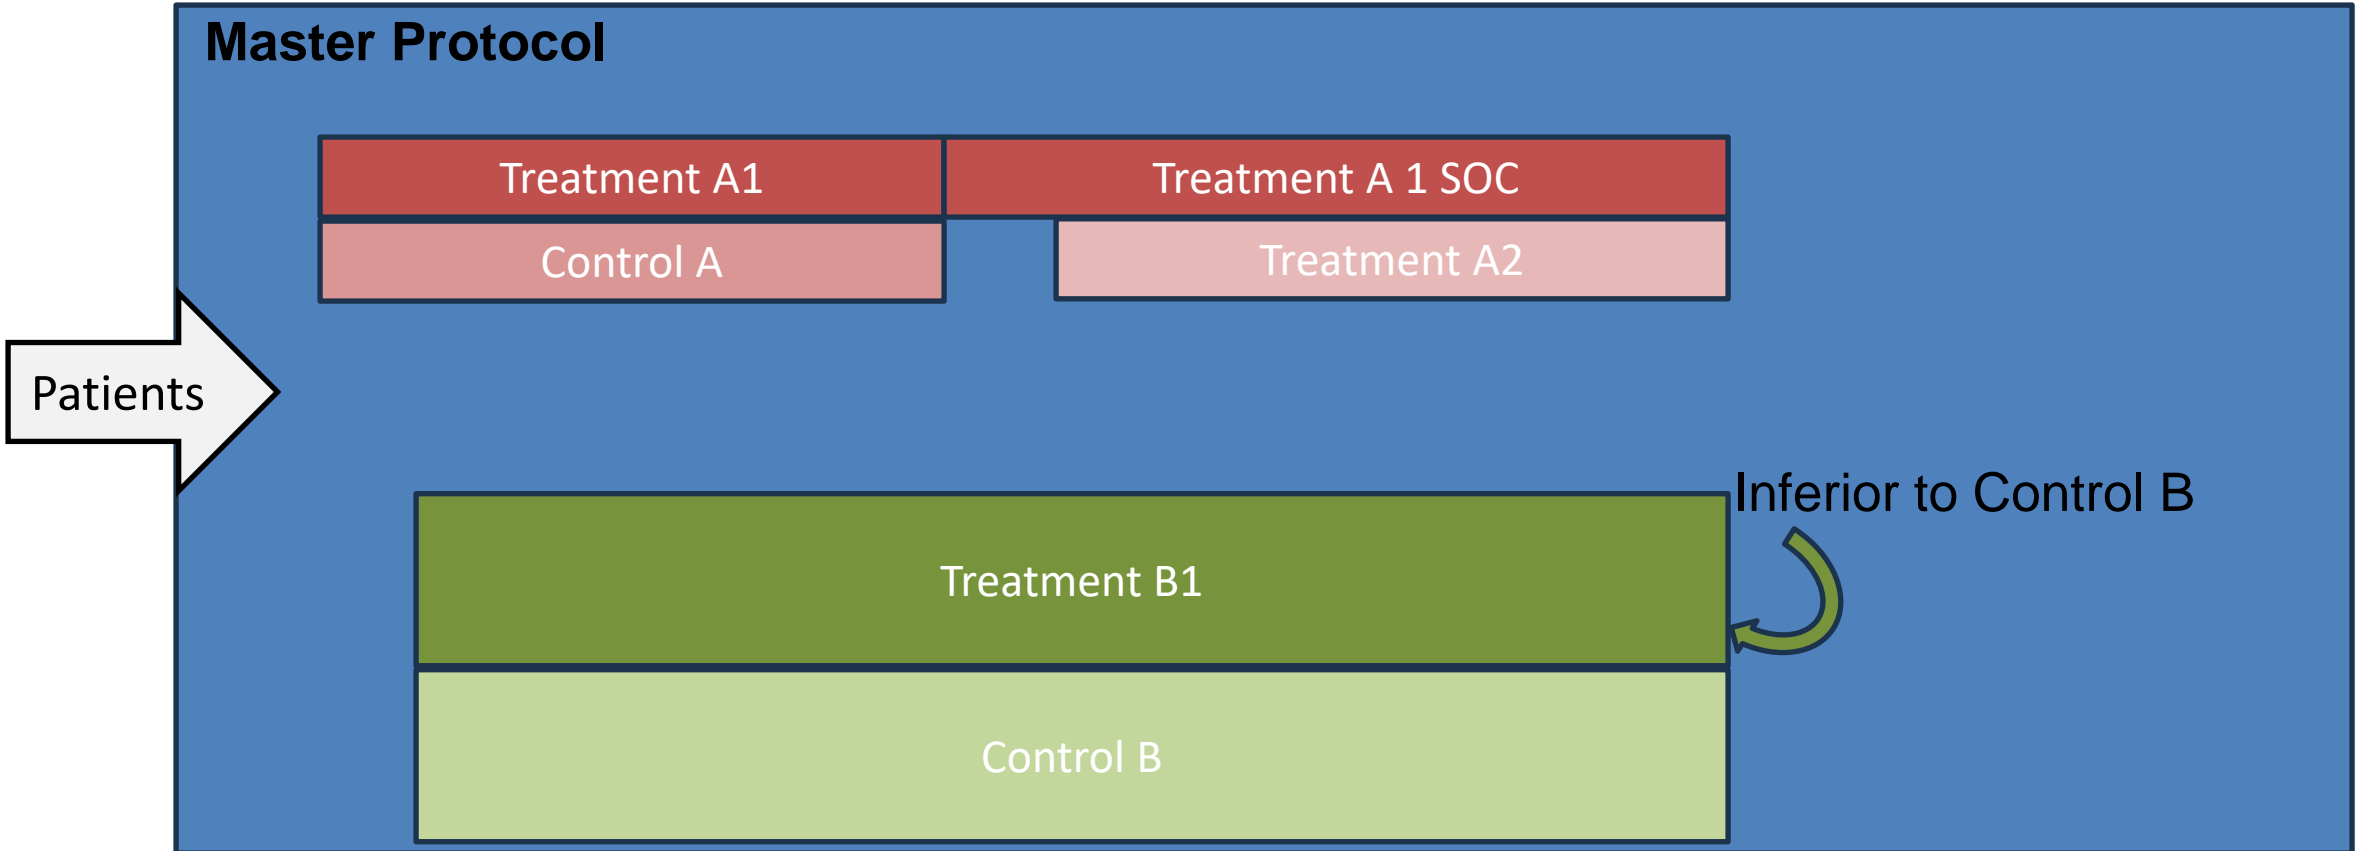 Master Protocol
Treatment A1
Treatment A 1 SOC
Control A
Treatment A2
Patients
Inferior to Control B
Treatment B1
Control B